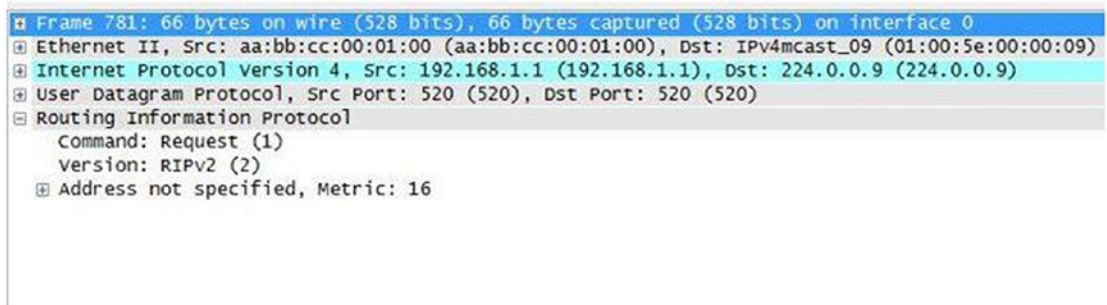 Frame 781: 66 bytes on wire (528 bits), 66 bytes captured (528 bits) on interface 0
Ethernet II, Src: aa:bb:cc:00:01:00 (aa:bb:cc:00:01:00), Dst: IPv4mcast_09 (01:00:5e:00:00:09)
Internet Protocol Version 4, Src: 192.168.1.1 (192.168.1.1), Dst: 224.0.0.9 (224.0.0.9)
User Datagram Protocol, Src Port: 520 (520), Dst Port: 520 (520)
Routing Information Protocol
Command: Request (1)
Version: RIPv2 (2)
Address not specified, Metric: 16